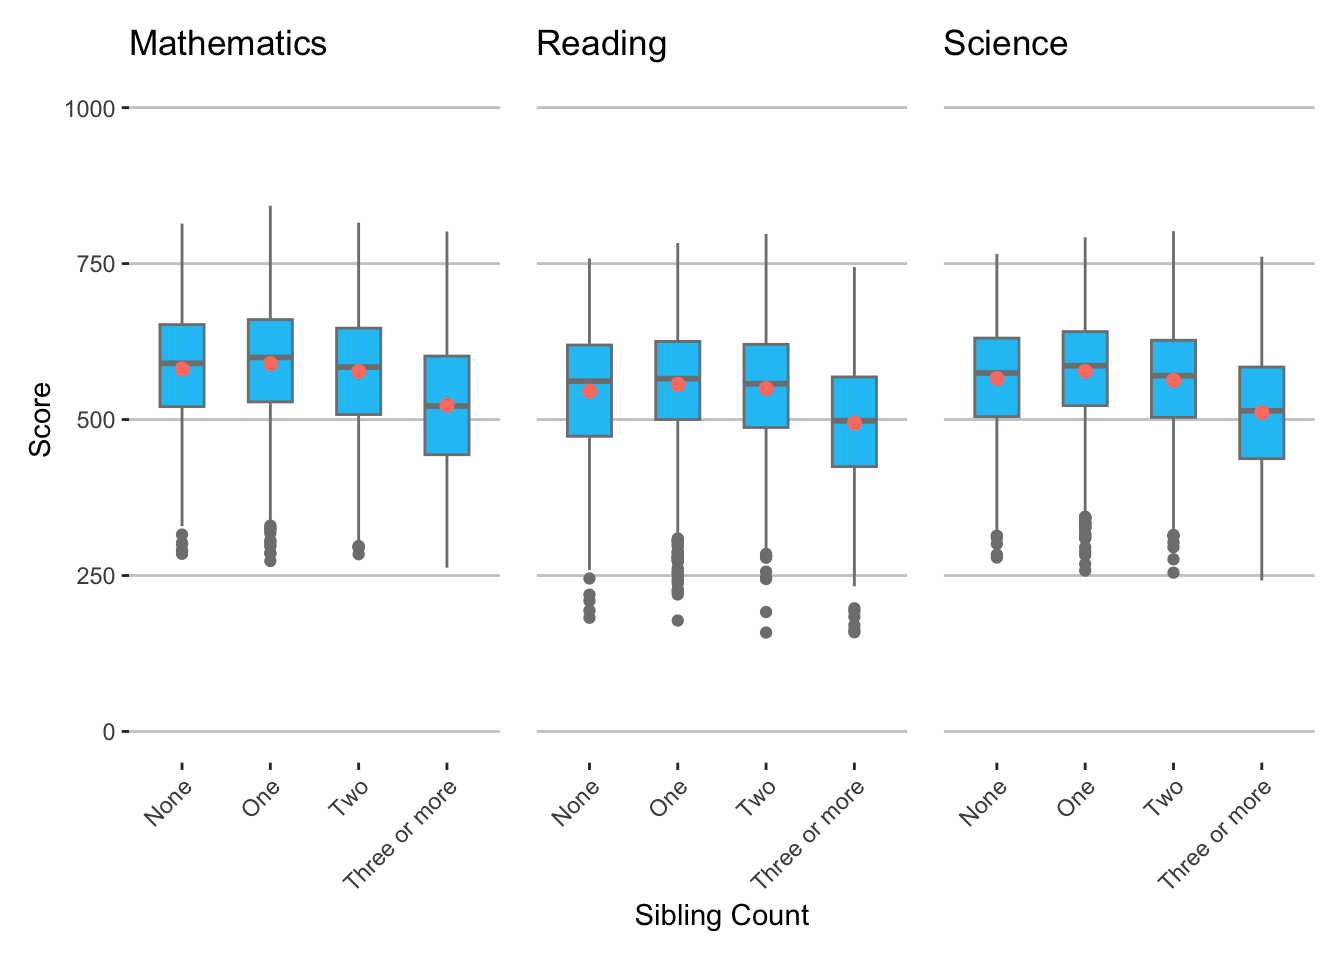 Mathematics
Reading
Science
Score
1000
750
500
250
0
None
One
Two
Three or more
None
One
Two
Three or more
None
One
Two
Three or more
Sibling Count